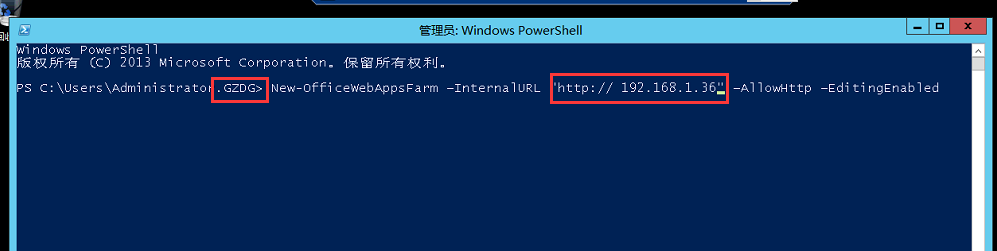 管理员: Windows PowerShell
Windows PowerShell
版权所有 (C) 2013 Microsoft Corporation。保留所有权利。
PS C:\Users\Administrator.GZDG> New-OfficeWebAppsFarm -InternalURL "http:// 192.168.1.36" -AllowHttp -EditingEnabled